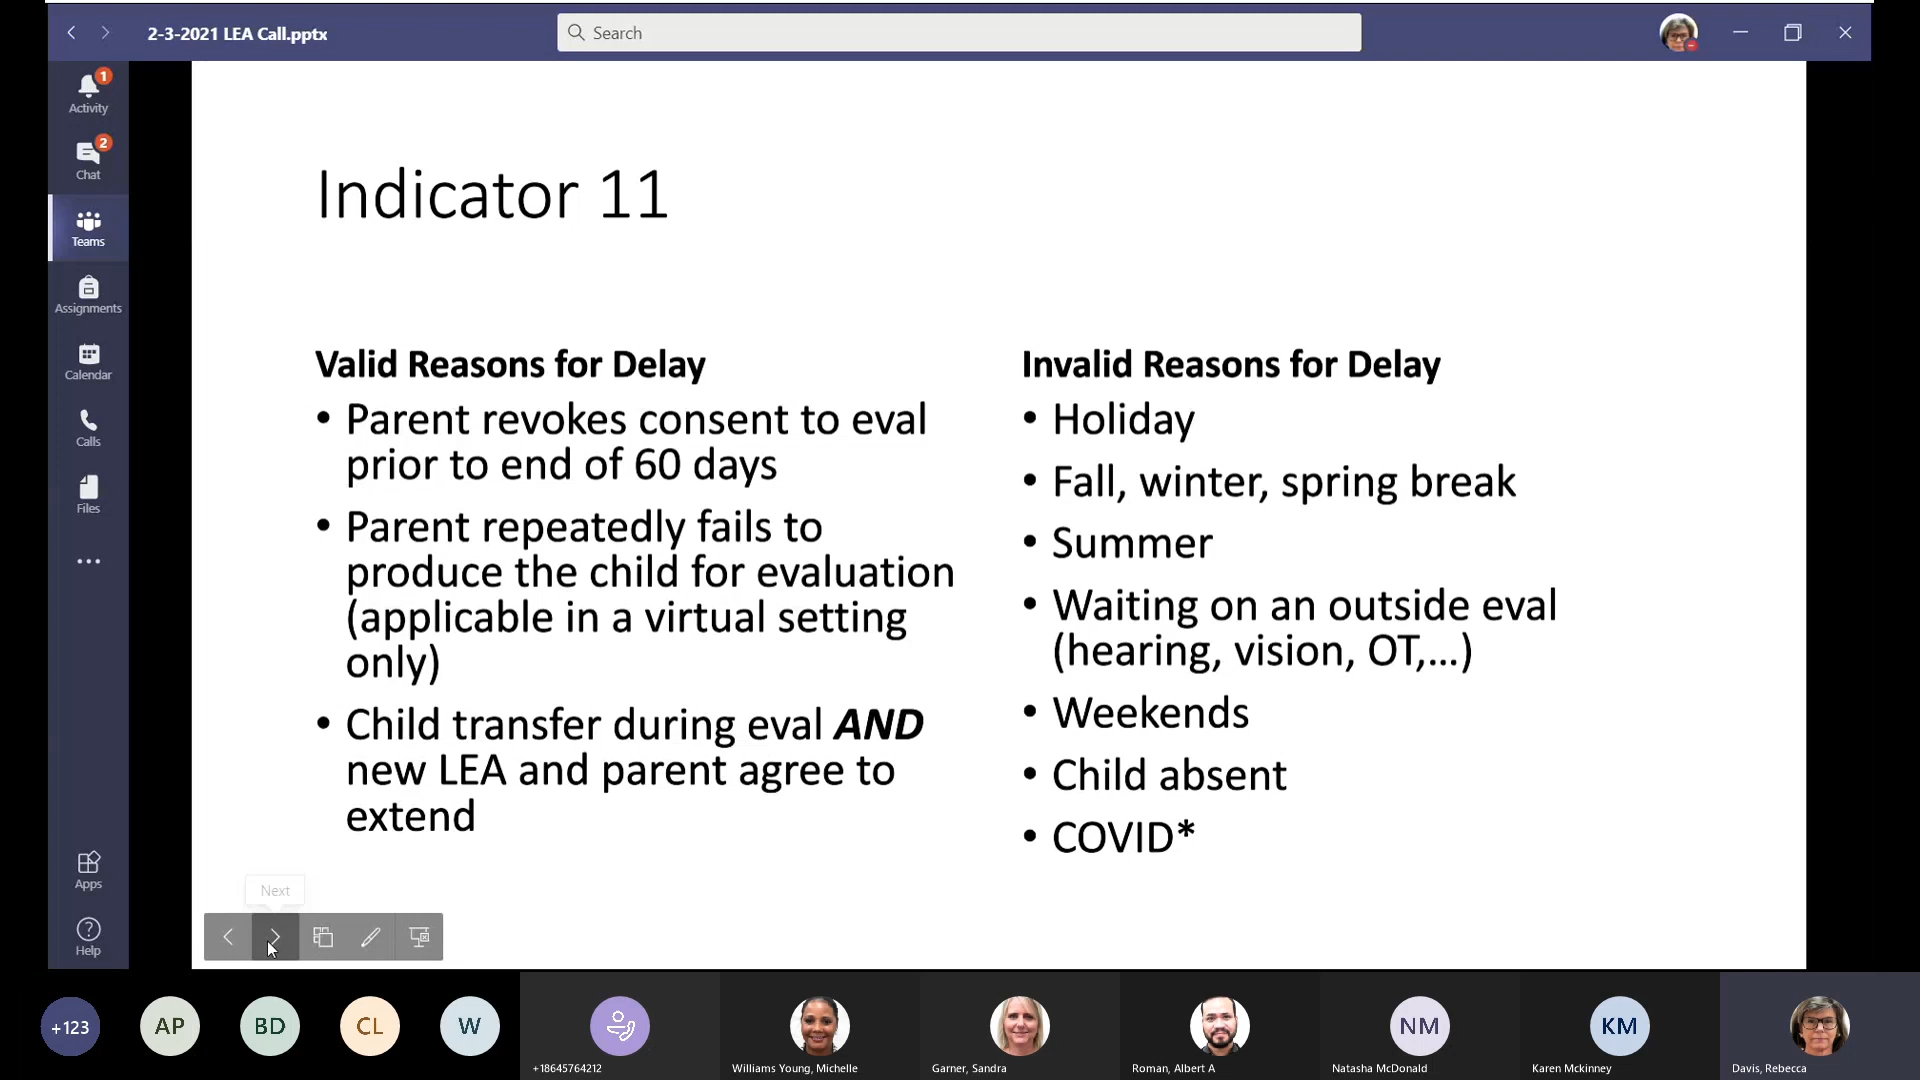 2-3-2021 LEA Call.pptx
Search
1
Activity
2
Chat
Teams
Assignments
Calendar
Calls
Files
Apps
Help
Indicator 11
Valid Reasons for Delay
• Parent revokes consent to eval
prior to end of 60 days
• Parent repeatedly fails to
produce the child for evaluation
(applicable in a virtual setting
only)
• Child transfer during eval AND
new LEA and parent agree to
extend
Invalid Reasons for Delay
• Holiday
• Fall, winter, spring break
• Summer
• Waiting on an outside eval
(hearing, vision, OT,...)
• Weekends
• Child absent
• COVID*
Next
+123
AP
BD
CL
W
+18645764212
Williams Young, Michelle
Garner, Sandra
Roman, Albert A
NM
Natasha McDonald
KM
Karen Mckinney
Davis, Rebecca